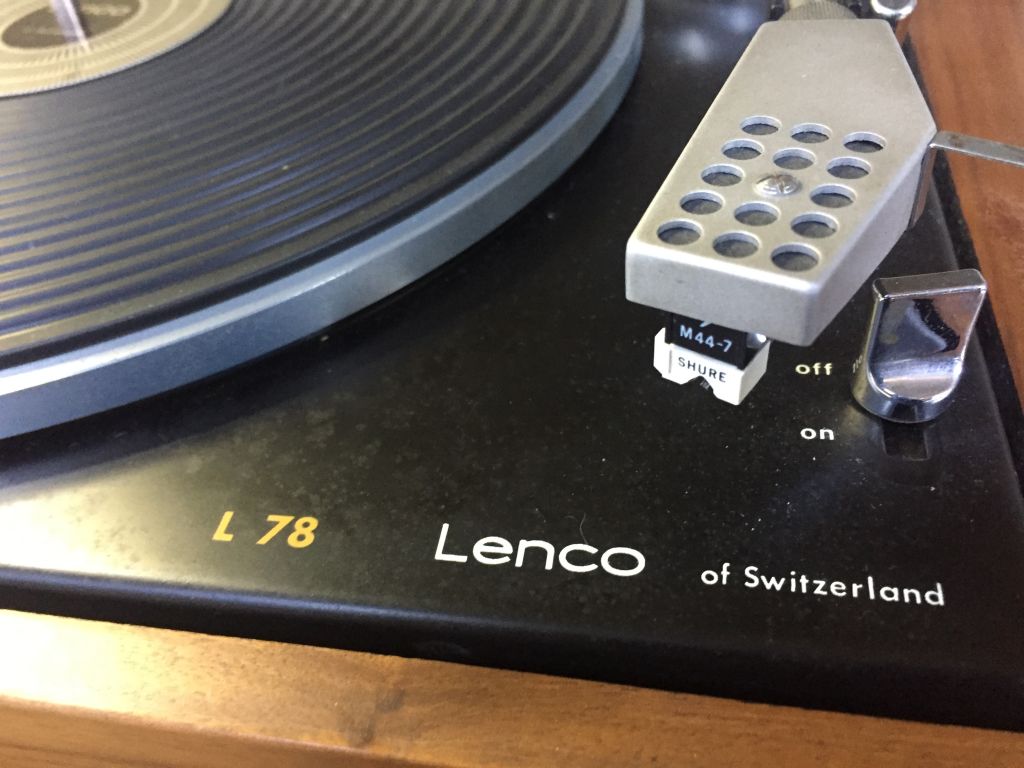 M44-7
SHURE
off
on
L 78
Lenco
of Switzerland